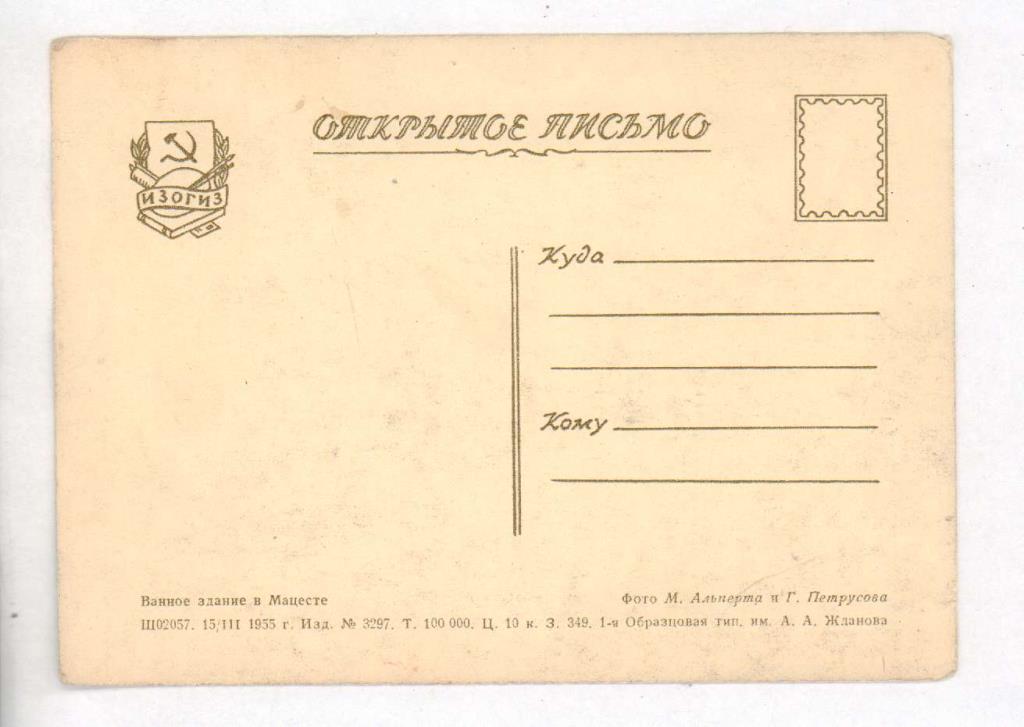 ОТКРЫТОЕ ПИСЬМО
ИЗОГИЗ
Куда
Кому
Ванное здание в Мацесте
Фото М. Альперта и Г. Петрусова
Щ02057. 15/III 1955 г. Изд. № 3297. Т. 100 000. Ц. 10 к. З. 349. 1-я Образцовая тип. им. А. А. Жданова